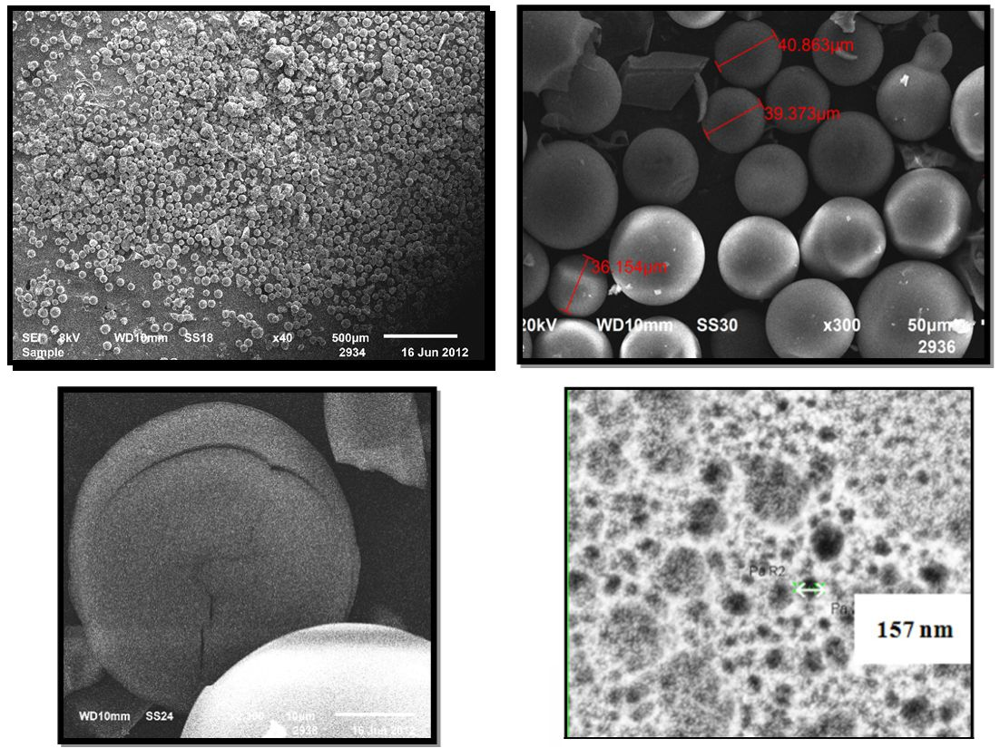 SEI 8kV WD10mm SS18 x40 500µm
Sample 2934 16 Jun 2012
40.863µm
39.373µm
36.154µm
20kV WD10mm SS30 x300 50µm
2936
WD10mm SS24 10µm
2938 16 Jun 2012
Pa R2
Pa
157 nm